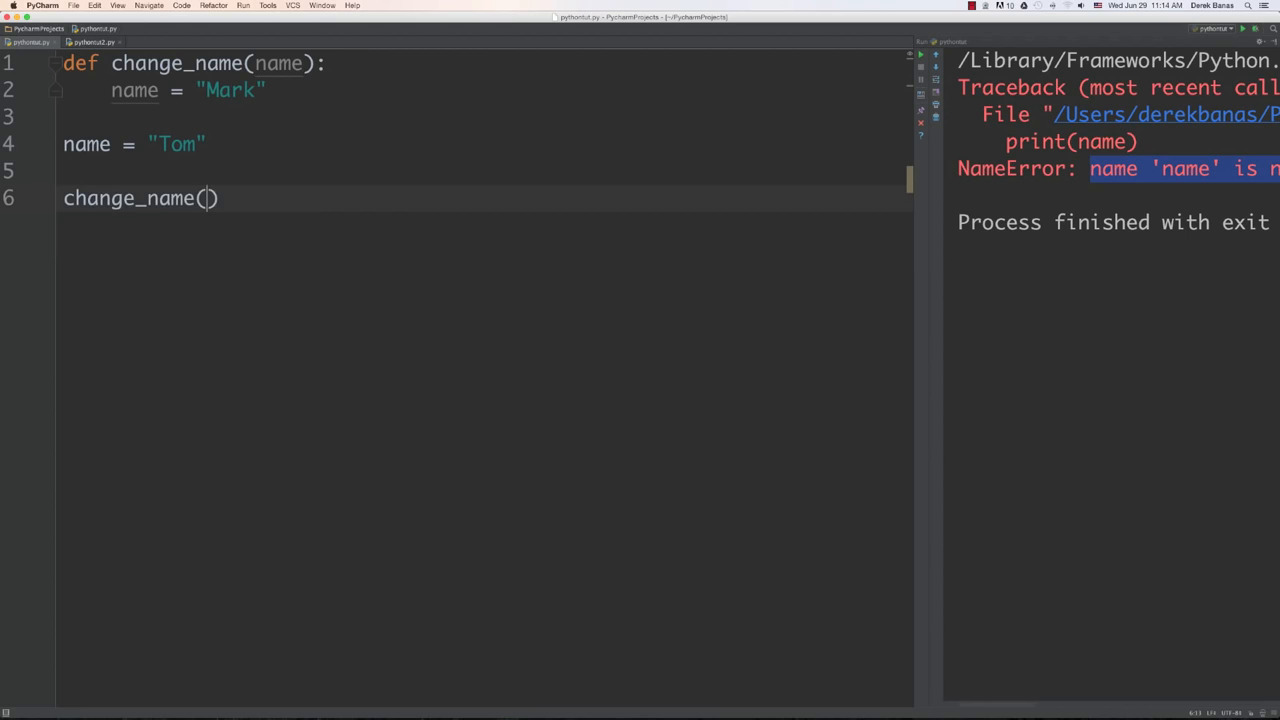 PyCharm File Edit View Navigate Code Refactor Run Tools VCS Window Help
10 Wed Jun 29 11:14 AM Derek Banas
pythontut.py - PycharmProjects - [~/PycharmProjects]
PycharmProjects pythontut.py
pythontut
pythontut.py pythontut2.py
Run pythontut
1 def change_name(name):
2 name = "Mark"
3
4 name = "Tom"
5
6 change_name()
/Library/Frameworks/Python.
Traceback (most recent call
File "/Users/derekbanas/P
print(name)
NameError: name 'name' is n
Process finished with exit
6:13 LF÷ UTF-8